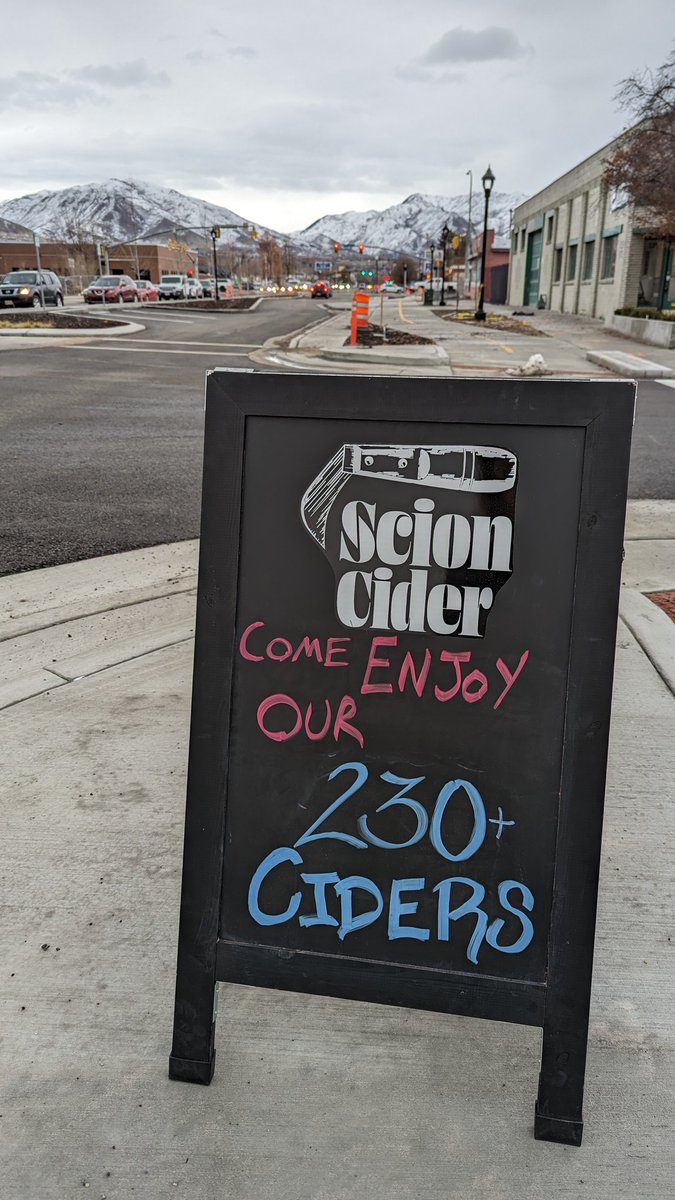 Scion
Cider
COME ENJOY
OUR
230+
CIDERS